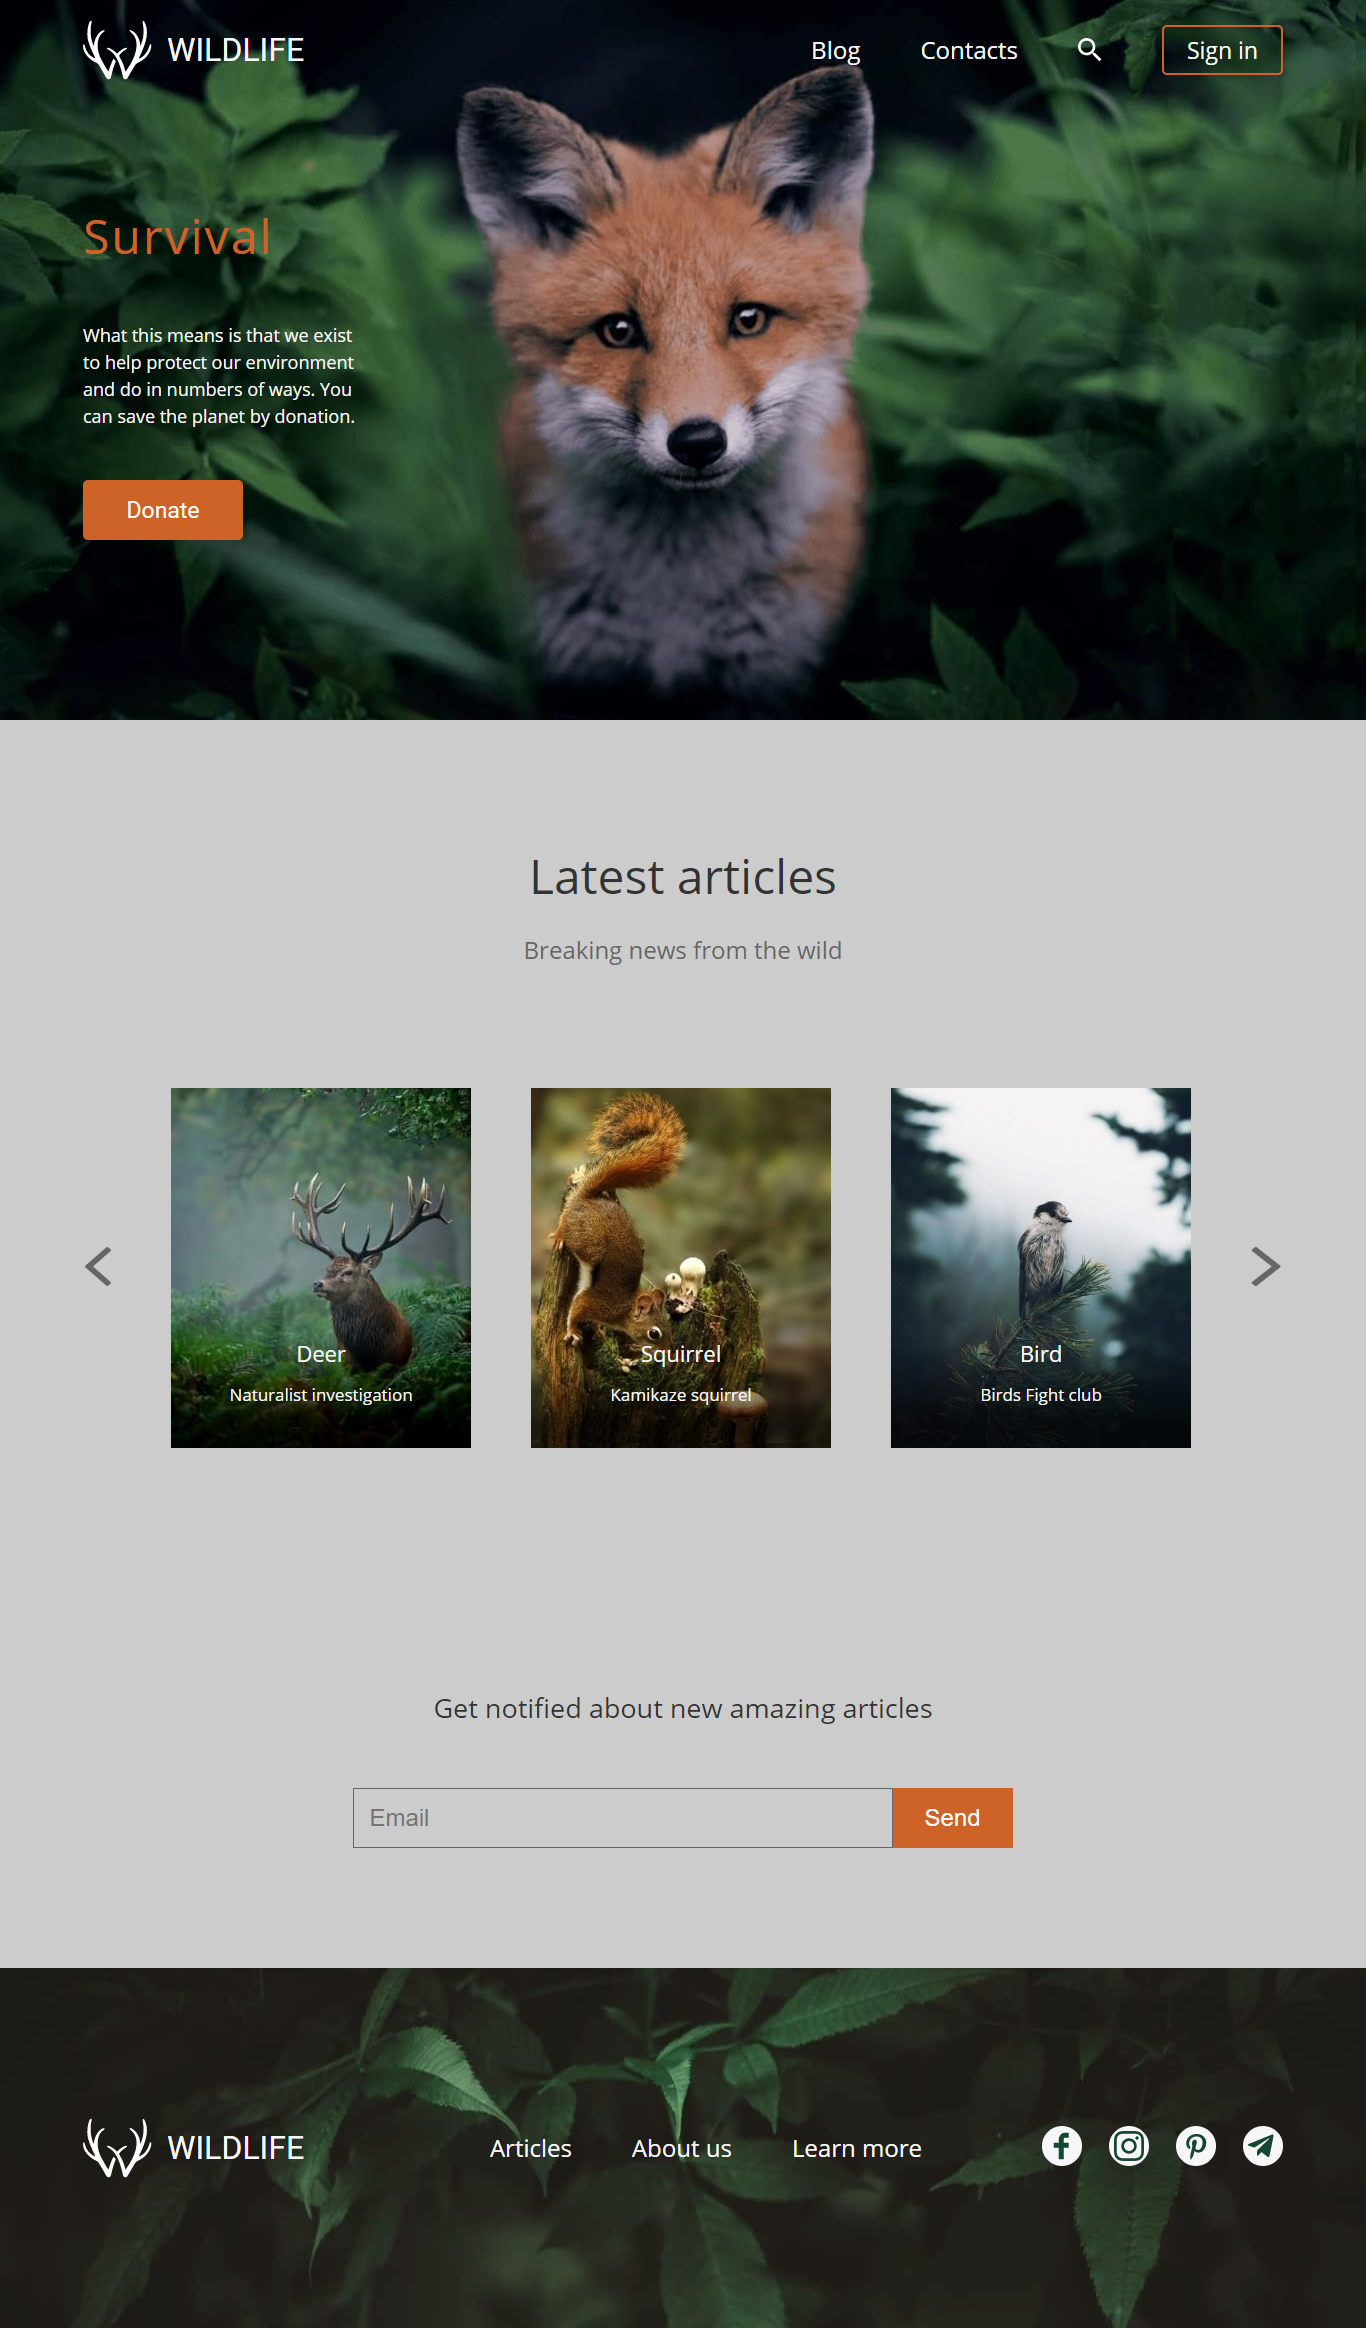 WILDLIFE
Blog
Contacts
Sign in
Survival
What this means is that we exist
to help protect our environment
and do in numbers of ways. You
can save the planet by donation.
Donate
Latest articles
Breaking news from the wild
Deer
Naturalist investigation
Squirrel
Kamikaze squirrel
Bird
Birds Fight club
Get notified about new amazing articles
Email
Send
WILDLIFE
Articles
About us
Learn more